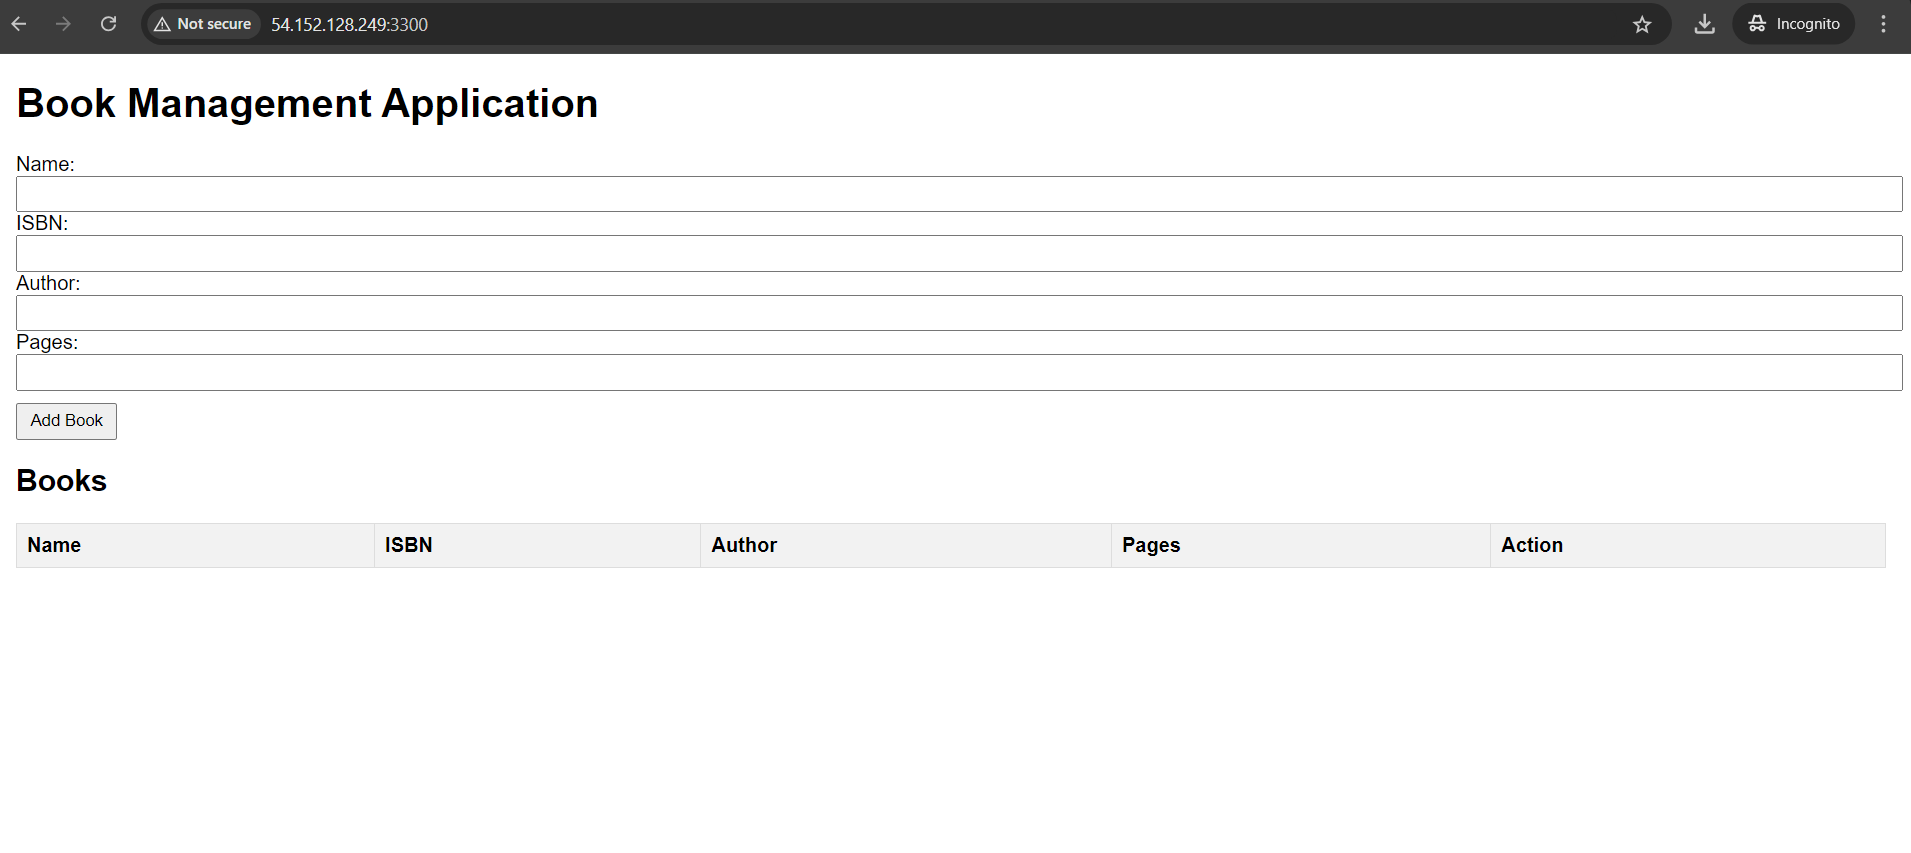 Not secure 54.152.128.249:3300 Incognito
Book Management Application
Name:
ISBN:
Author:
Pages:
Add Book
Books
Name ISBN Author Pages Action